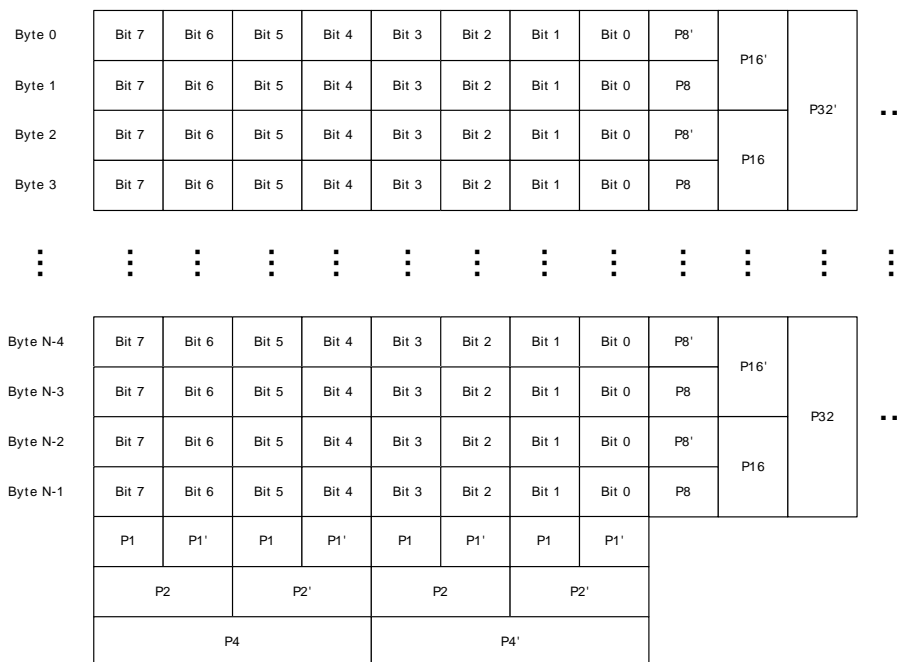 Byte 0 Bit 7 Bit 6 Bit 5 Bit 4 Bit 3 Bit 2 Bit 1 Bit 0 P8'
P16'
Byte 1 Bit 7 Bit 6 Bit 5 Bit 4 Bit 3 Bit 2 Bit 1 Bit 0 P8
P32'
Byte 2 Bit 7 Bit 6 Bit 5 Bit 4 Bit 3 Bit 2 Bit 1 Bit 0 P8'
P16
Byte 3 Bit 7 Bit 6 Bit 5 Bit 4 Bit 3 Bit 2 Bit 1 Bit 0 P8
Byte N-4 Bit 7 Bit 6 Bit 5 Bit 4 Bit 3 Bit 2 Bit 1 Bit 0 P8'
P16'
Byte N-3 Bit 7 Bit 6 Bit 5 Bit 4 Bit 3 Bit 2 Bit 1 Bit 0 P8
P32
Byte N-2 Bit 7 Bit 6 Bit 5 Bit 4 Bit 3 Bit 2 Bit 1 Bit 0 P8'
P16
Byte N-1 Bit 7 Bit 6 Bit 5 Bit 4 Bit 3 Bit 2 Bit 1 Bit 0 P8
P1 P1' P1 P1' P1 P1' P1 P1'
P2 P2' P2 P2'
P4 P4'